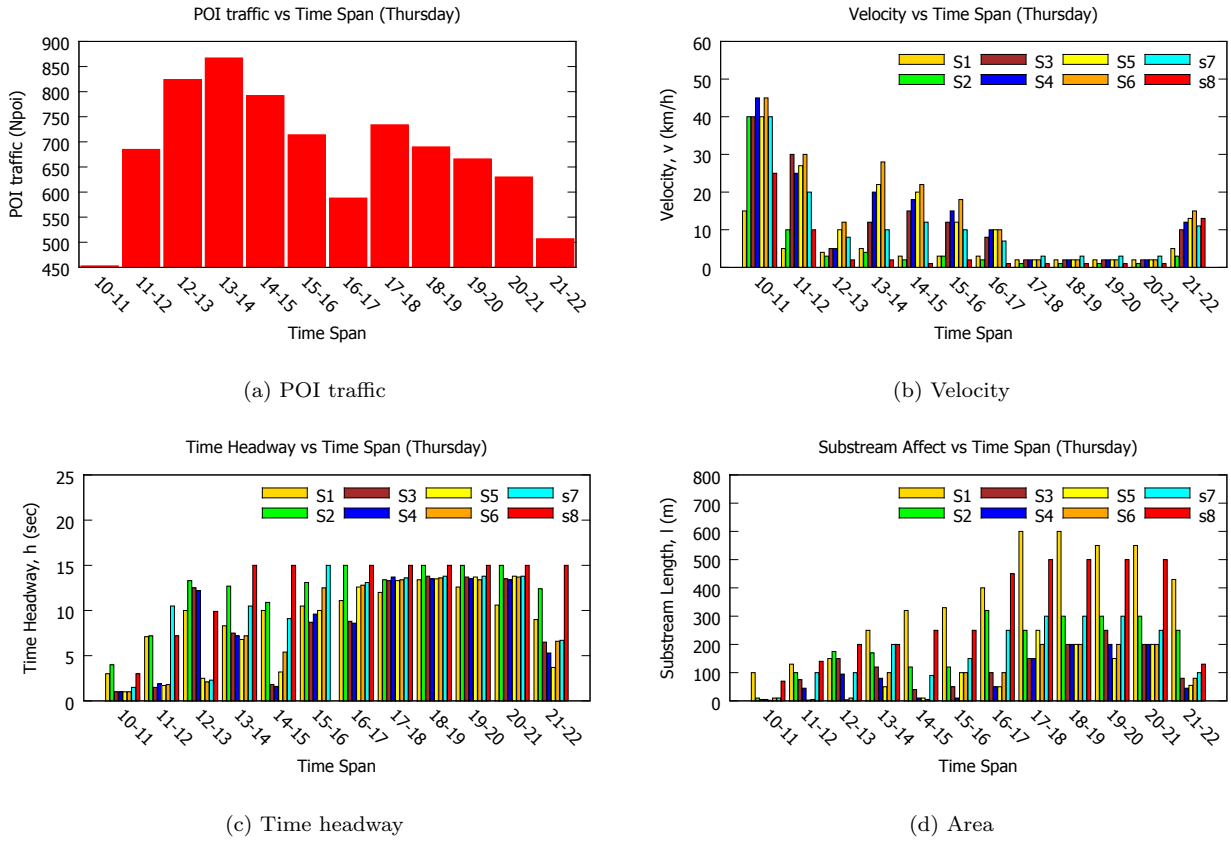 POI traffic vs Time Span (Thursday)
POI traffic (Npoi)
900
850
800
750
700
650
600
550
500
450
10-11 11-12 12-13 13-14 14-15 15-16 16-17 17-18 18-19 19-20 20-21 21-22
Time Span
(a) POI traffic
Velocity vs Time Span (Thursday)
Velocity, v (km/h)
60
50
40
30
20
10
0
S1 S3 S5 s7
S2 S4 S6 s8
10-11 11-12 12-13 13-14 14-15 15-16 16-17 17-18 18-19 19-20 20-21 21-22
Time Span
(b) Velocity
Time Headway vs Time Span (Thursday)
Time Headway, h (sec)
25
20
15
10
5
0
S1 S3 S5 s7
S2 S4 S6 s8
10-11 11-12 12-13 13-14 14-15 15-16 16-17 17-18 18-19 19-20 20-21 21-22
Time Span
(c) Time headway
Substream Affect vs Time Span (Thursday)
Substream Length, l (m)
800
700
600
500
400
300
200
100
0
S1 S3 S5 s7
S2 S4 S6 s8
10-11 11-12 12-13 13-14 14-15 15-16 16-17 17-18 18-19 19-20 20-21 21-22
Time Span
(d) Area